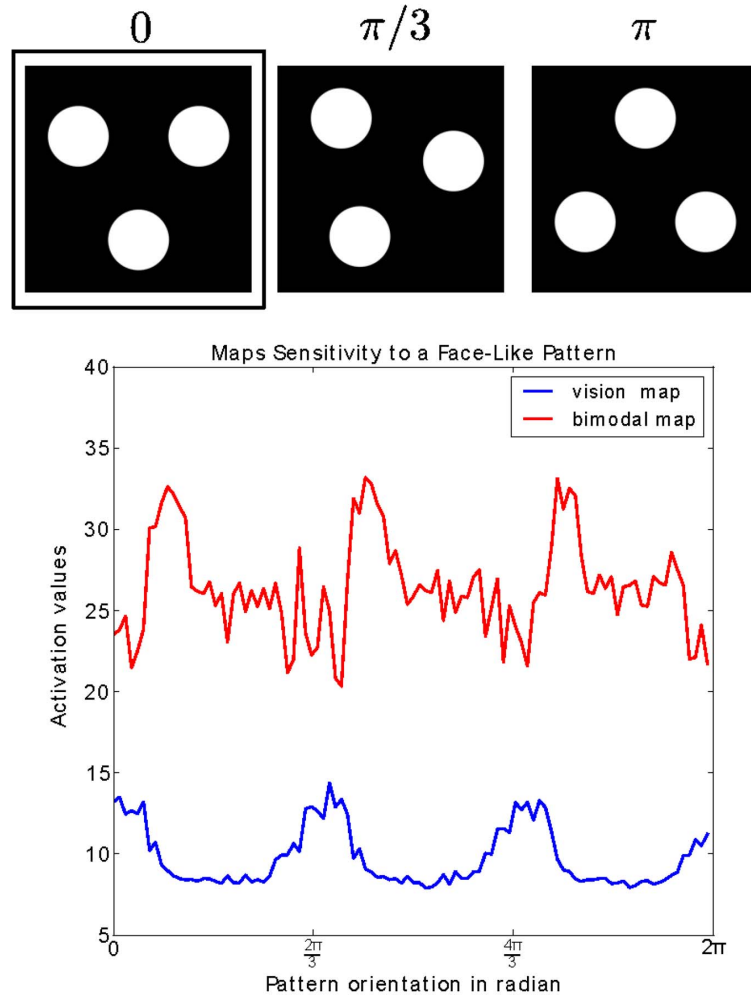 0 π/3 π
Maps Sensitivity to a Face-Like Pattern
40
vision map
bimodal map
35
30
25
20
15
10
5
Activation values
0 2π/3 4π/3 2π
Pattern orientation in radian